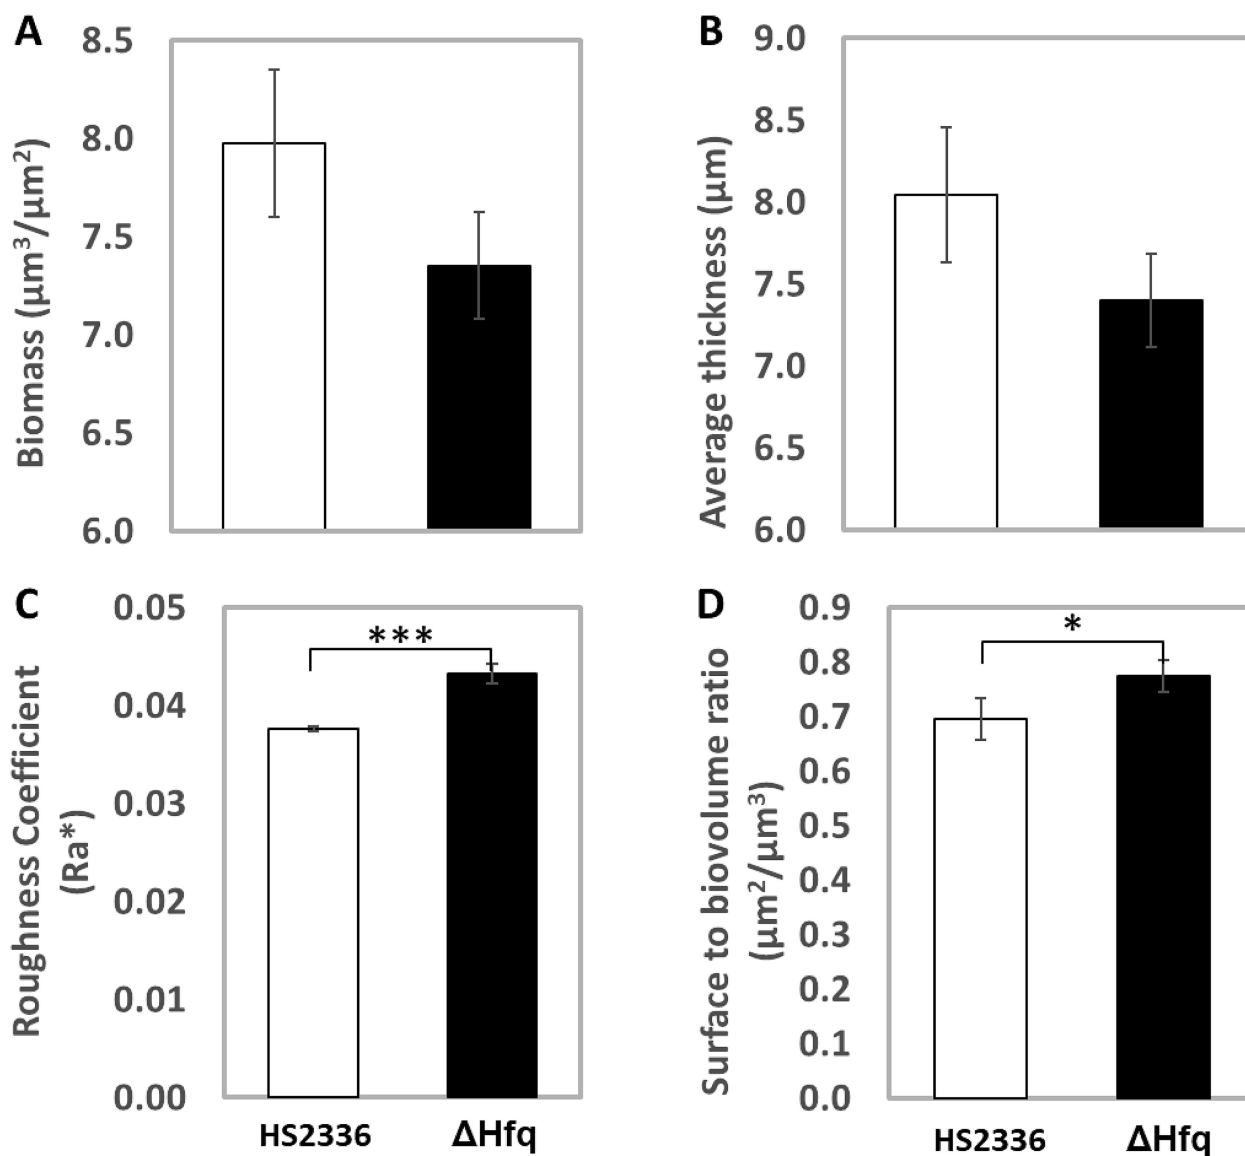 A
Biomass (µm³/µm²)
8.5
8.0
7.5
7.0
6.5
6.0
B
Average thickness (µm)
9.0
8.5
8.0
7.5
7.0
6.5
6.0
C
Roughness Coefficient
(Ra*)
0.05
0.04
0.03
0.02
0.01
0.00
***
HS2336 ΔHfq
D
Surface to biovolume ratio
(µm²/µm³)
0.9
0.8
0.7
0.6
0.5
0.4
0.3
0.2
0.1
0.0
*
HS2336 ΔHfq